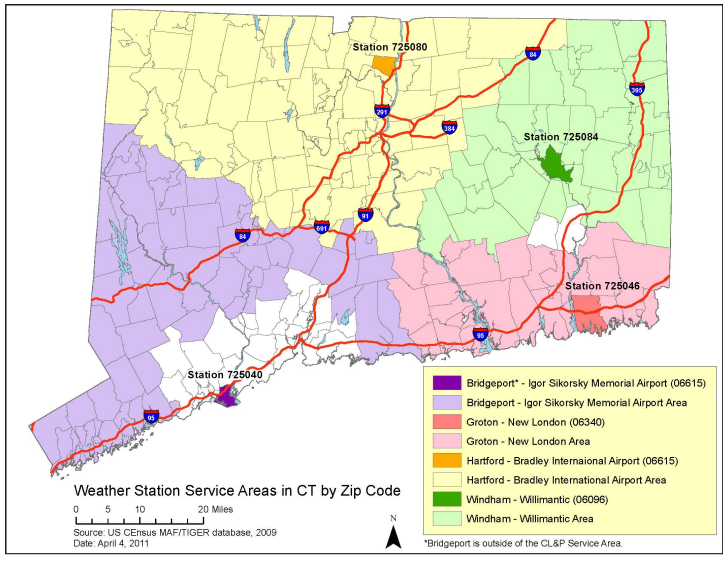 Station 725080
84
395
291
384
Station 725084
91
691
84
Station 725046
95
Station 725040
95
Bridgeport* - Igor Sikorsky Memorial Airport (06615)
Bridgeport - Igor Sikorsky Memorial Airport Area
Groton - New London (06340)
Groton - New London Area
Hartford - Bradley Internaional Airport (06615)
Hartford - Bradley International Airport Area
Windham - Willimantic (06096)
Windham - Willimantic Area
*Bridgeport is outside of the CL&P Service Area.
Weather Station Service Areas in CT by Zip Code
0 5 10 20 Miles
Source: US CEnsus MAF/TIGER database, 2009
Date: April 4, 2011
N